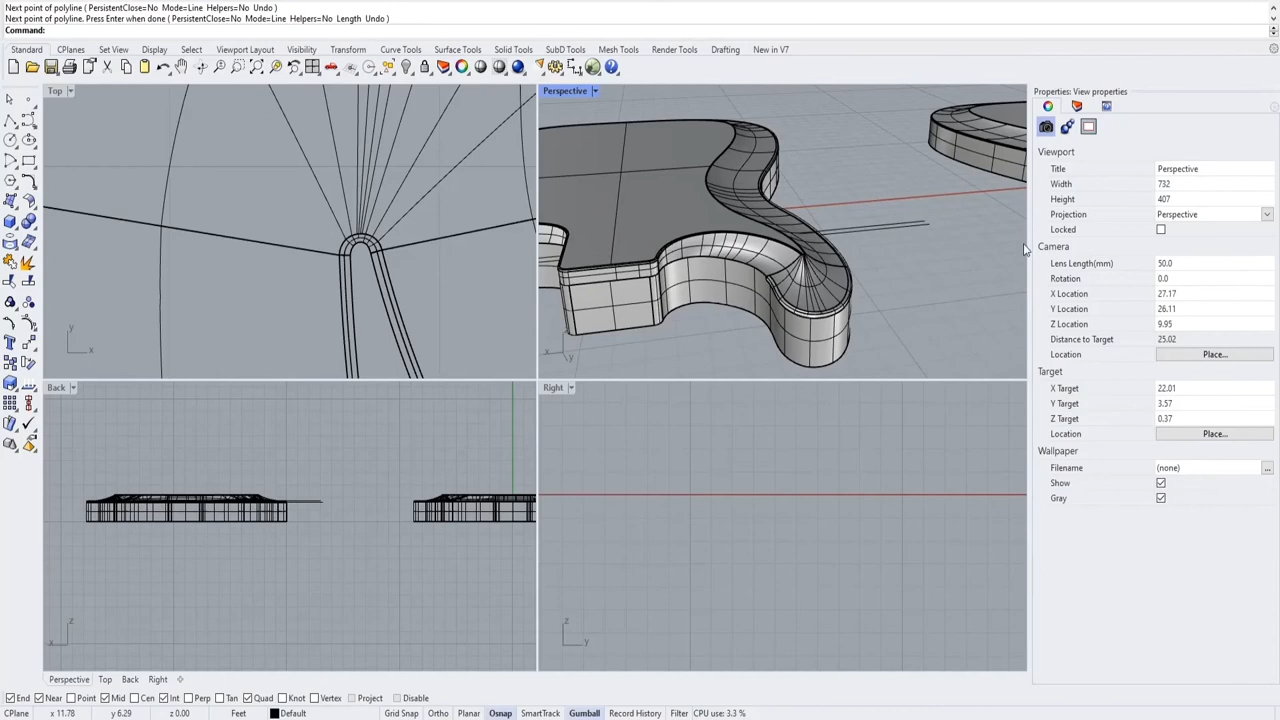 Next point of polyline ( PersistentClose=No Mode=Line Helpers=No Undo )
Next point of polyline. Press Enter when done ( PersistentClose=No Mode=Line Helpers=No Length Undo )
Command:
Standard CPlanes Set View Display Select Viewport Layout Visibility Transform Curve Tools Surface Tools Solid Tools SubD Tools Mesh Tools Render Tools Drafting New in V7
Top
y
x
Perspective
x
y
Back
z
x
Right
z
y
Properties: View properties
Viewport
Title Perspective
Width 732
Height 407
Projection Perspective
Locked
Camera
Lens Length(mm) 50.0
Rotation 0.0
X Location 27.17
Y Location 26.11
Z Location 9.95
Distance to Target 25.02
Location Place...
Target
X Target 22.01
Y Target 3.57
Z Target 0.37
Location Place...
Wallpaper
Filename (none) ...
Show
Gray
Perspective Top Back Right
End Near Point Mid Cen Int Perp Tan Quad Knot Vertex Project Disable
CPlane x 11.78 y 6.29 z 0.00 Feet Default Grid Snap Ortho Planar Osnap SmartTrack Gumball Record History Filter CPU use: 3.3 %